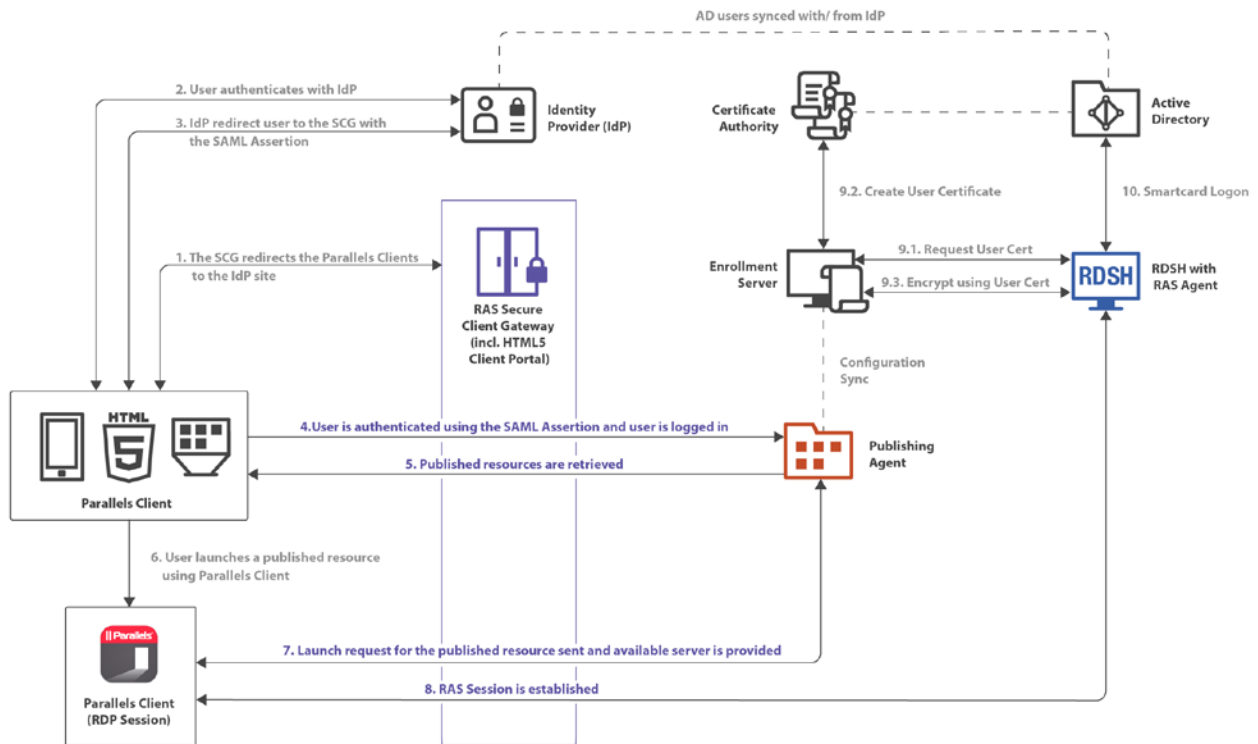 AD users synced with/ from IdP
2. User authenticates with IdP
3. IdP redirect user to the SCG with
the SAML Assertion
Identity
Provider (IdP)
Certificate
Authority
Active
Directory
9.2. Create User Certificate
10. Smartcard Logon
1. The SCG redirects the Parallels Clients
to the IdP site
RAS Secure
Client Gateway
(incl. HTML5
Client Portal)
Enrollment
Server
9.1. Request User Cert
9.3. Encrypt using User Cert
RDSH
RDSH with
RAS Agent
Configuration
Sync
HTML
5
Parallels Client
4.User is authenticated using the SAML Assertion and user is logged in
5. Published resources are retrieved
Publishing
Agent
6. User launches a published resource
using Parallels Client
|| Parallels
Parallels Client
(RDP Session)
7. Launch request for the published resource sent and available server is provided
8. RAS Session is established